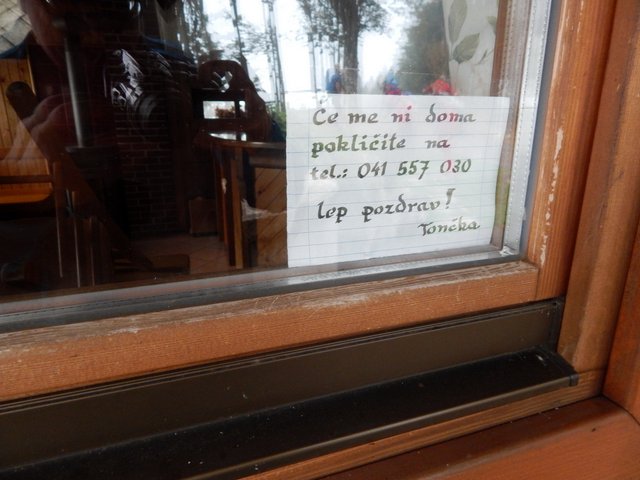 Če me ni doma
pokličite na
tel.: 041 557 030
lep pozdrav!
Tončka